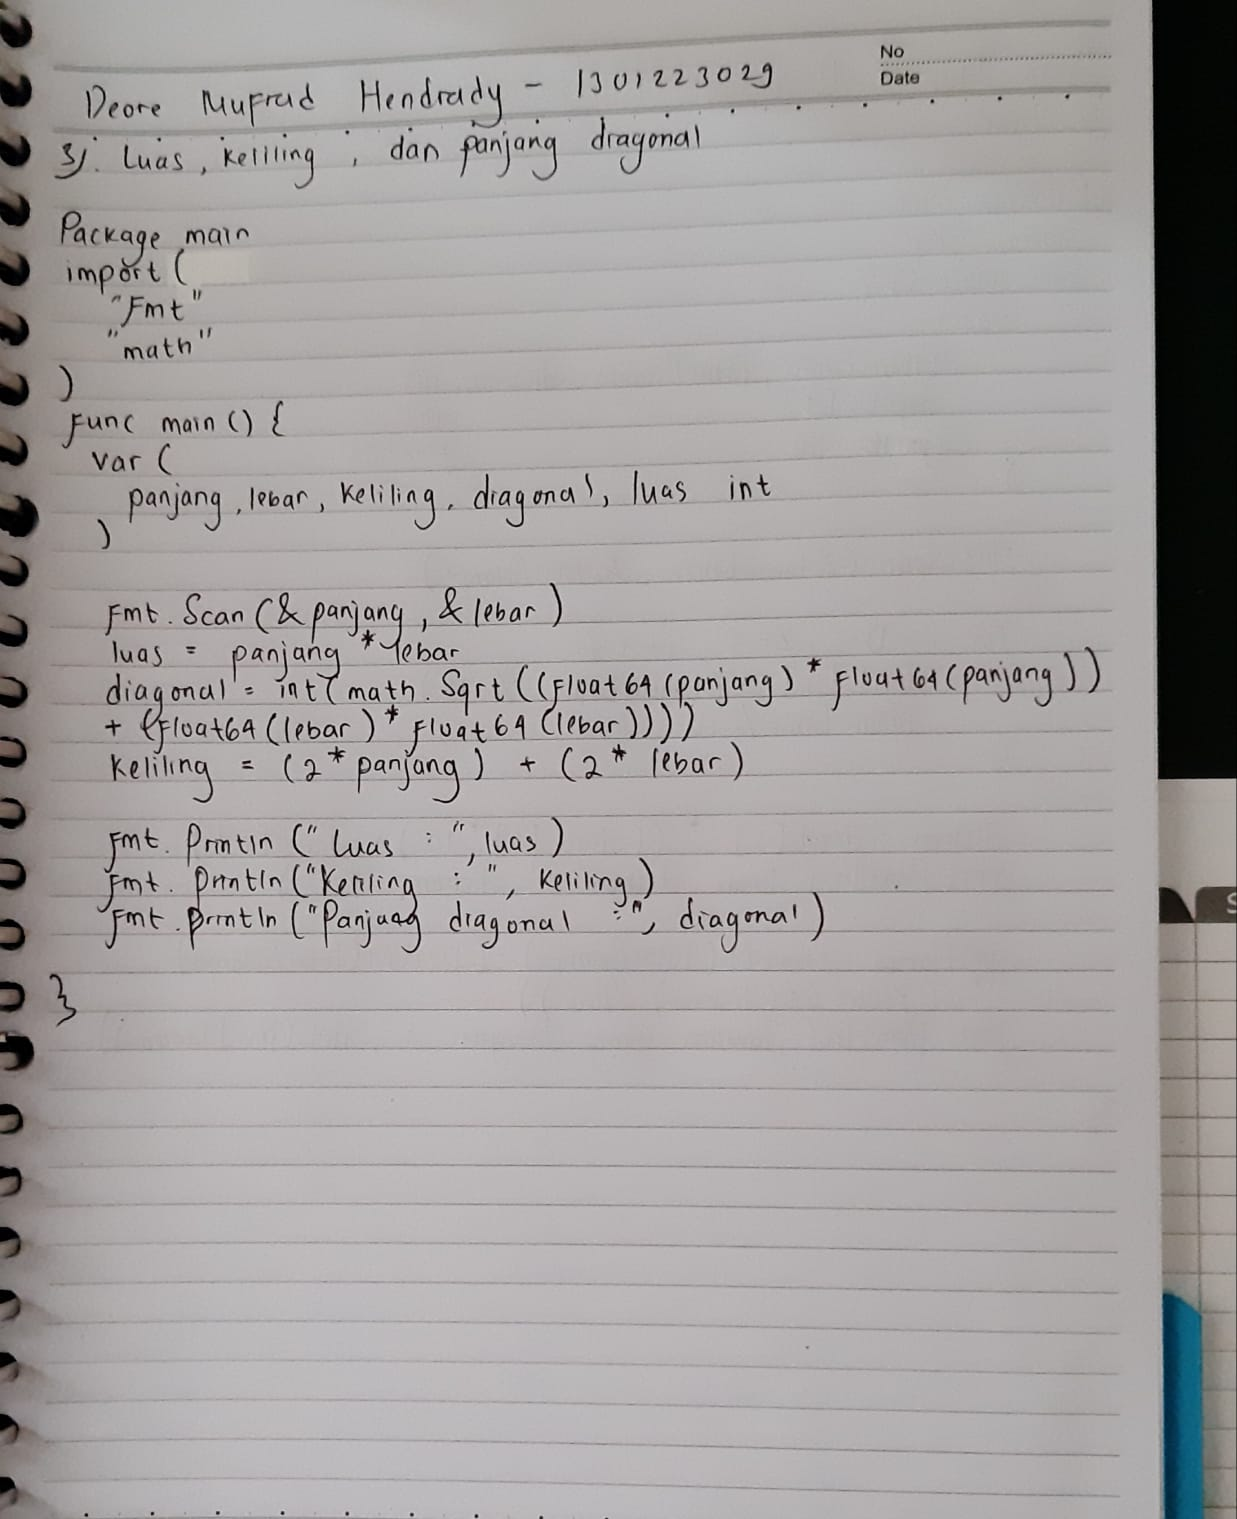 No
Date
Deore Mufrad Hendrady - 1301223029
3). Luas, keliling, dan panjang diagonal
Package main
import (
"Fmt"
"math"
)
Func main () {
var (
panjang, lebar, keliling, diagonal, luas int
)
Fmt. Scan (& panjang, & lebar)
luas = panjang * lebar
diagonal = int (math. Sqrt ((Float64 (panjang) * Float64 (panjang))
+ (Float64 (lebar) * Float64 (lebar))))
Keliling = (2 * panjang) + (2 * lebar)
Fmt. Println (" luas : ", luas)
Fmt. Println ("Keliling : ", Keliling)
Fmt. Println ("Panjang diagonal :", diagonal)
}
S